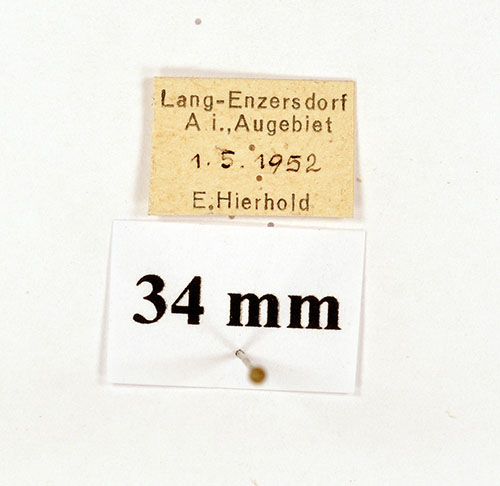 Lang-Enzersdorf
A i., Augebiet
1.5.1952
E.Hierhold
34 mm